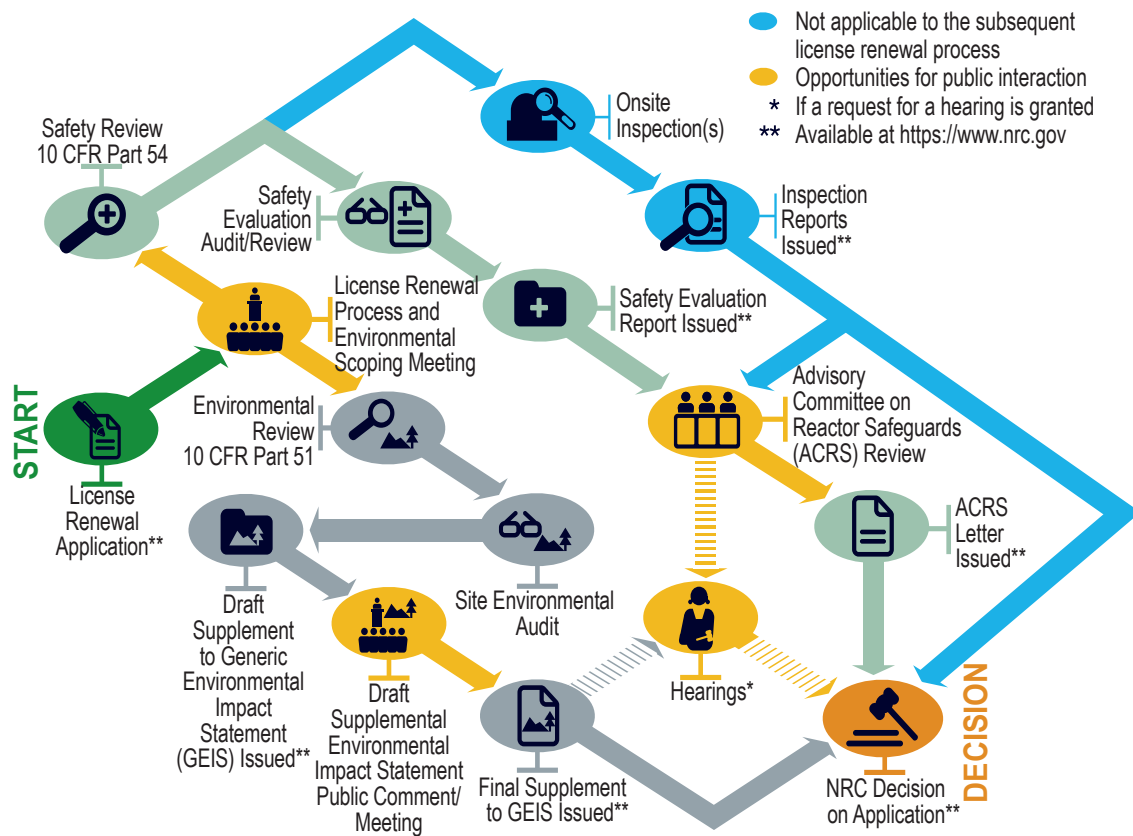 Not applicable to the subsequent
license renewal process
Opportunities for public interaction
* If a request for a hearing is granted
** Available at https://www.nrc.gov
Onsite
Inspection(s)
Safety Review
10 CFR Part 54
Safety
Evaluation
Audit/Review
Inspection
Reports
Issued**
License Renewal
Process and
Environmental
Scoping Meeting
Safety Evaluation
Report Issued**
START
License
Renewal
Application**
Environmental
Review
10 CFR Part 51
Advisory
Committee on
Reactor Safeguards
(ACRS) Review
ACRS
Letter
Issued**
Site Environmental
Audit
Draft
Supplement
to Generic
Environmental
Impact
Statement
(GEIS) Issued**
Draft
Supplemental
Environmental
Impact Statement
Public Comment/
Meeting
Final Supplement
to GEIS Issued**
Hearings*
DECISION
NRC Decision
on Application**